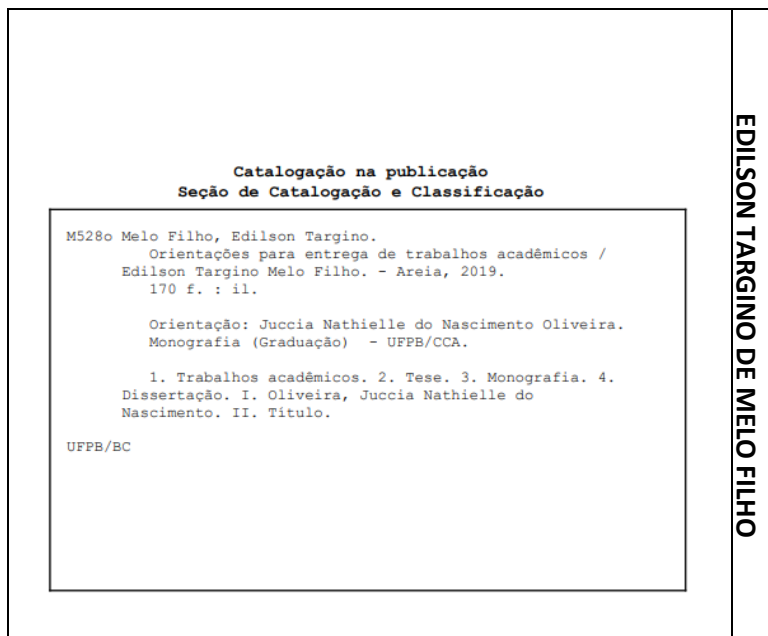 Catalogação na publicação
Seção de Catalogação e Classificação
M528o Melo Filho, Edilson Targino.
Orientações para entrega de trabalhos acadêmicos /
Edilson Targino Melo Filho. - Areia, 2019.
170 f. : il.
Orientação: Juccia Nathielle do Nascimento Oliveira.
Monografia (Graduação) - UFPB/CCA.
1. Trabalhos acadêmicos. 2. Tese. 3. Monografia. 4.
Dissertação. I. Oliveira, Juccia Nathielle do
Nascimento. II. Título.
UFPB/BC
EDILSON TARGINO DE MELO FILHO